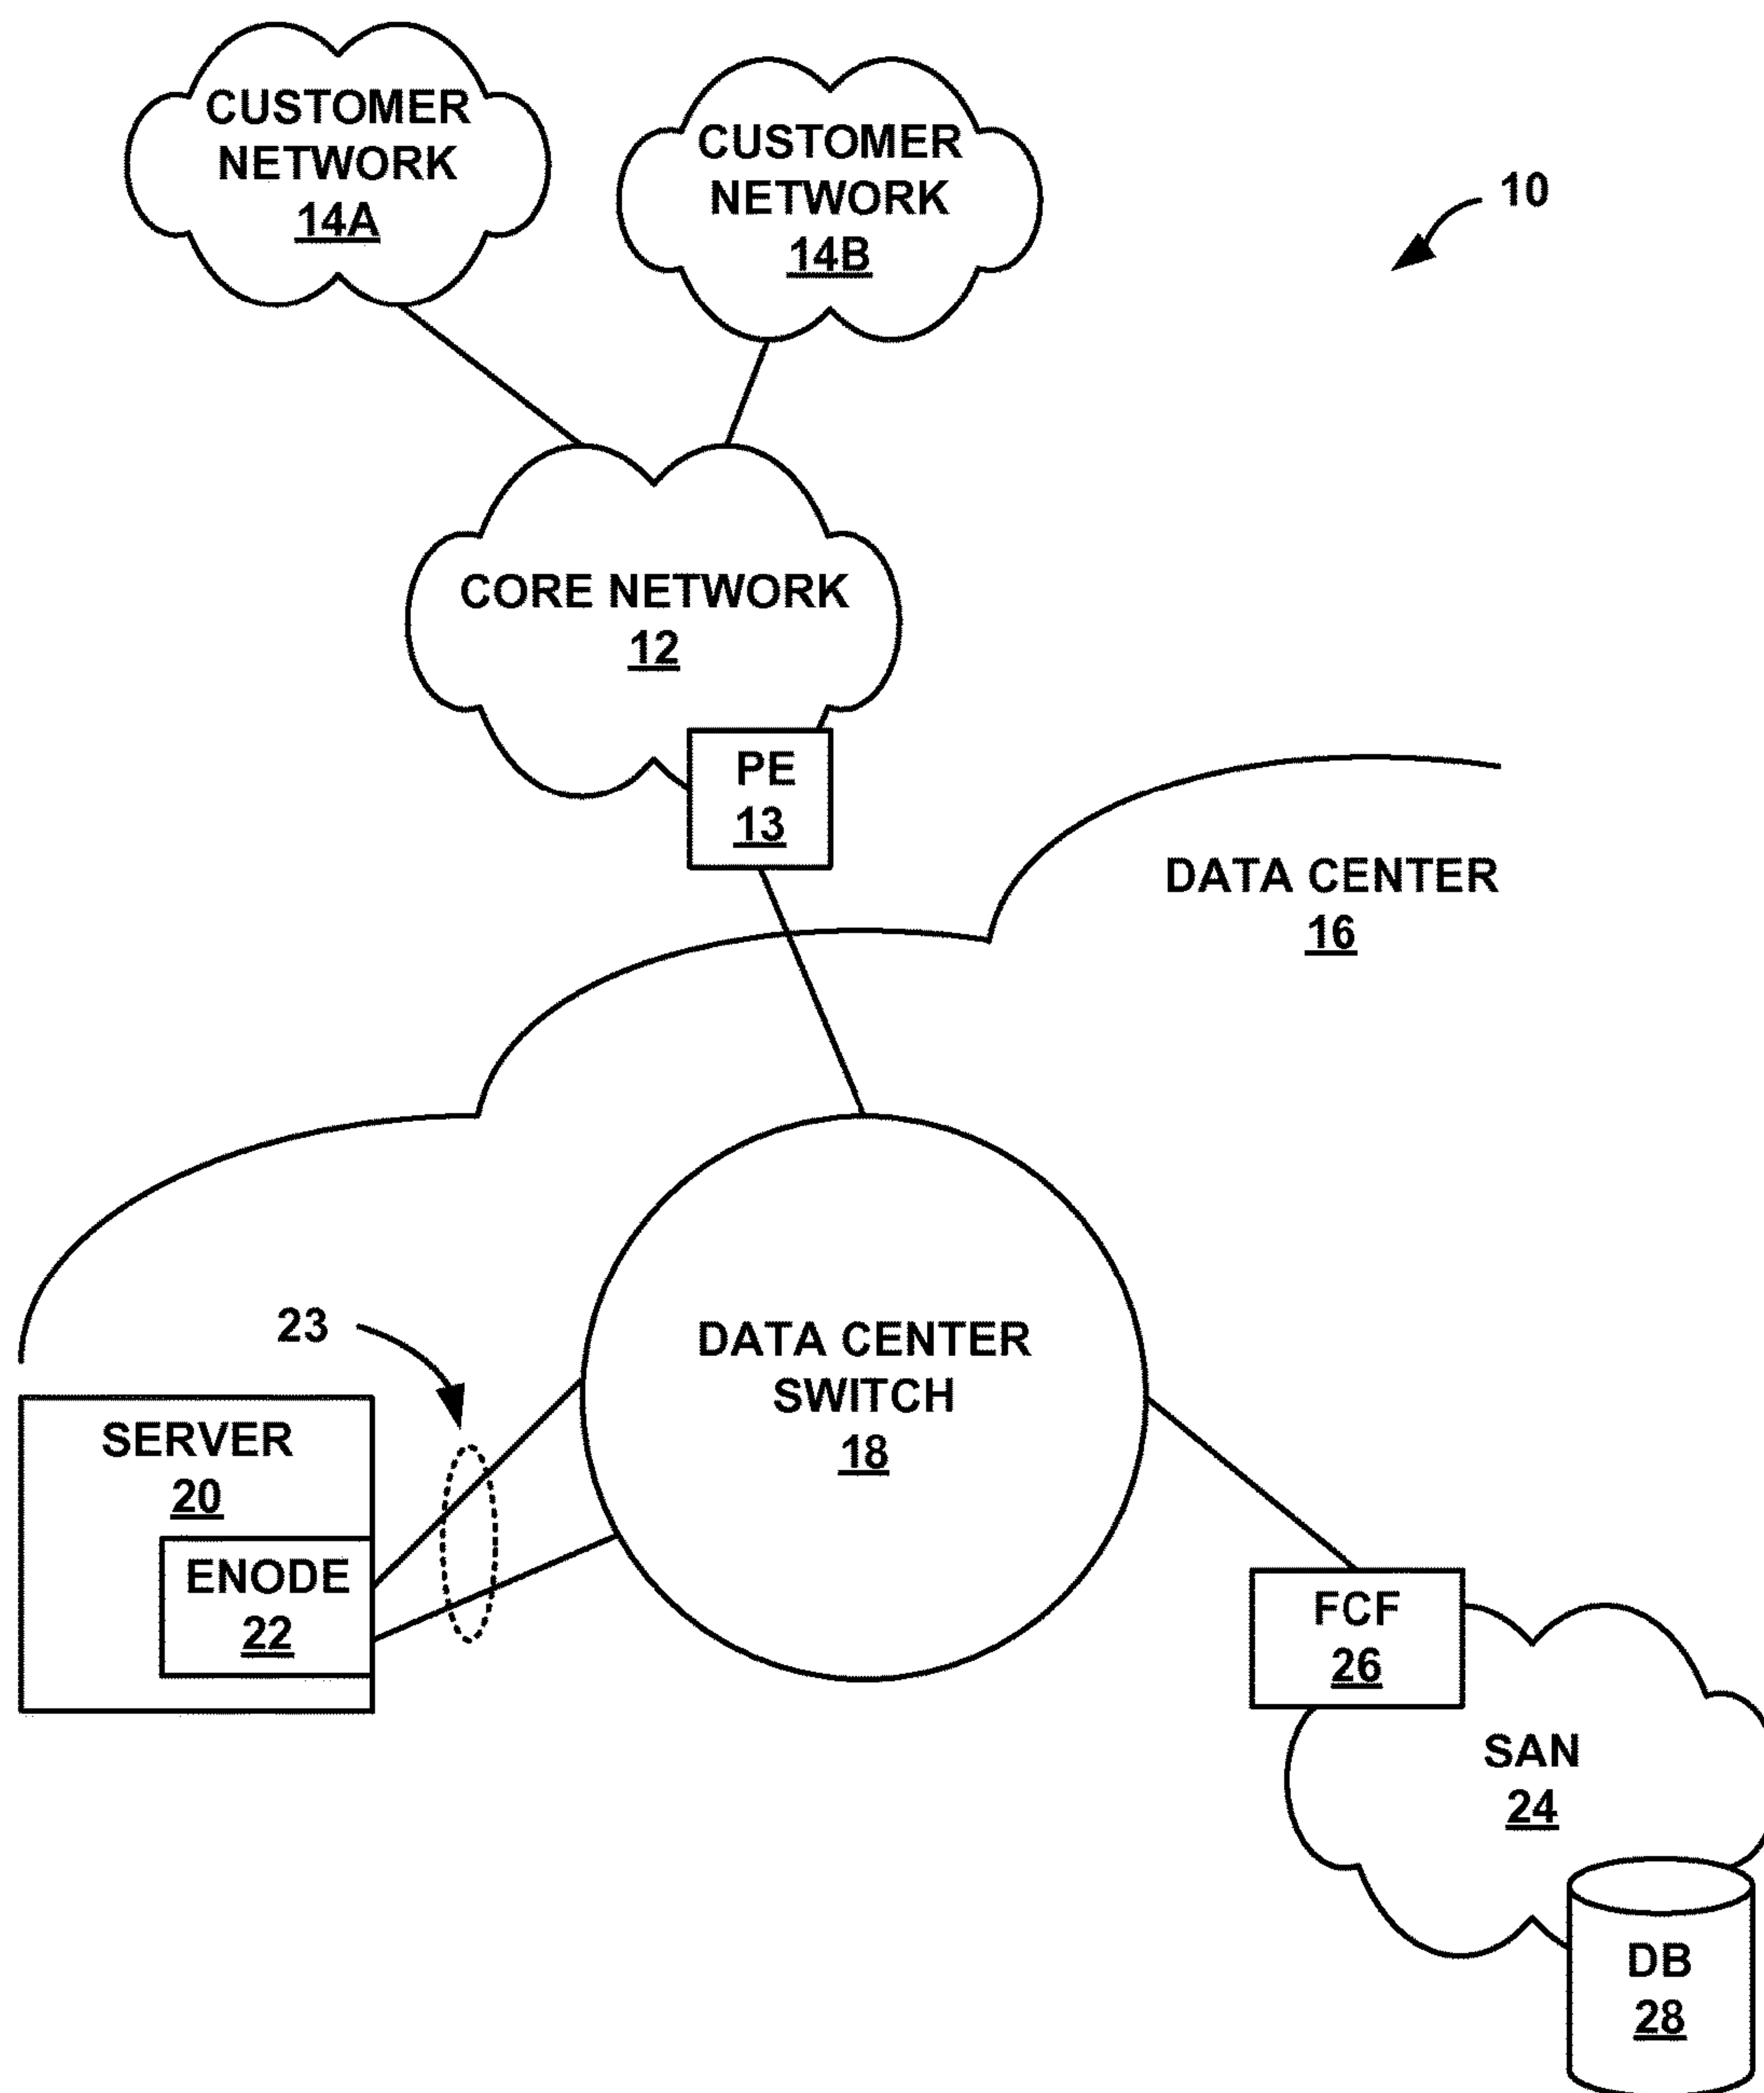 CUSTOMER
NETWORK
14A
CUSTOMER
NETWORK
14B
10
CORE NETWORK
12
PE
13
DATA CENTER
16
23
DATA CENTER
SWITCH
18
SERVER
20
ENODE
22
FCF
26
SAN
24
DB
28